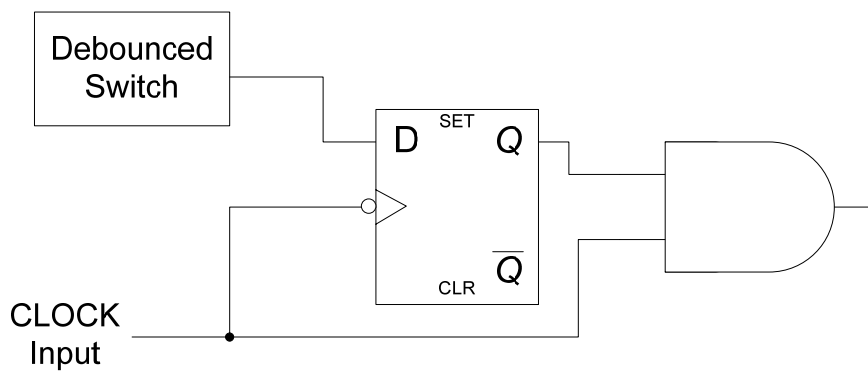 Debounced
Switch
SET
D
Q
Q̅
CLR
CLOCK
Input